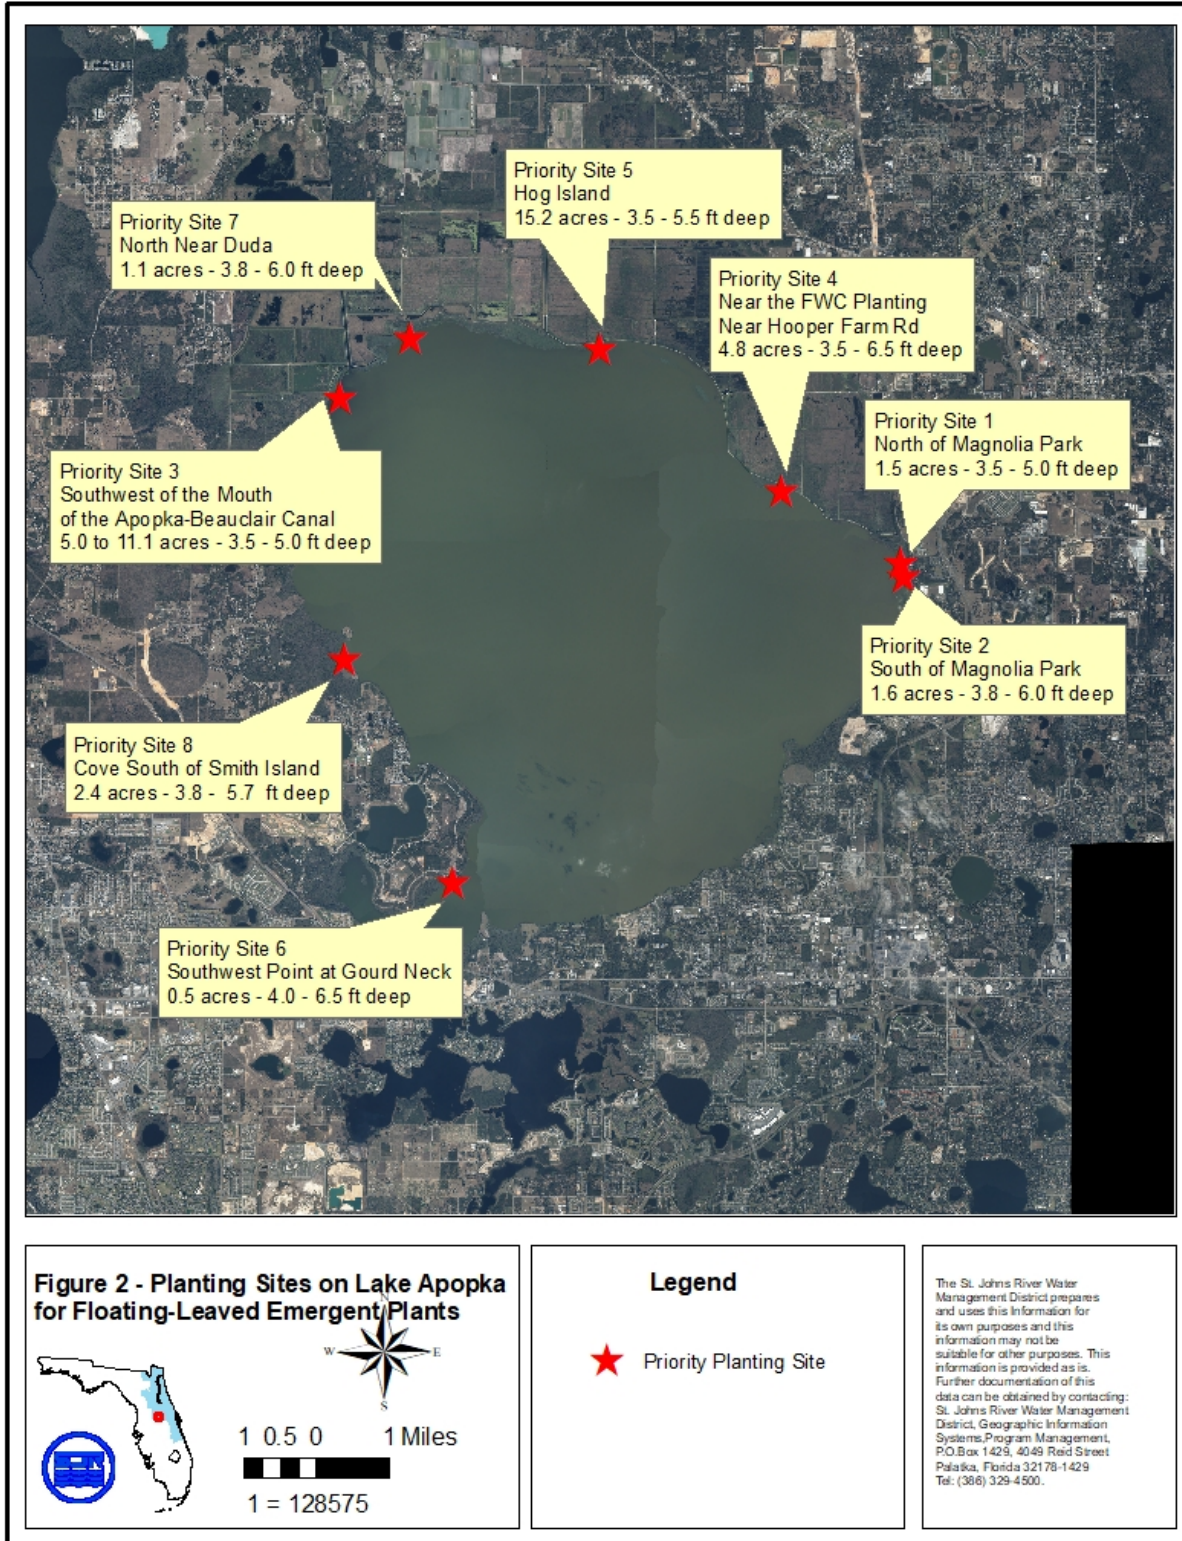 Priority Site 5
Hog Island
15.2 acres - 3.5 - 5.5 ft deep
Priority Site 7
North Near Duda
1.1 acres - 3.8 - 6.0 ft deep
Priority Site 4
Near the FWC Planting
Near Hooper Farm Rd
4.8 acres - 3.5 - 6.5 ft deep
Priority Site 1
North of Magnolia Park
1.5 acres - 3.5 - 5.0 ft deep
Priority Site 3
Southwest of the Mouth
of the Apopka-Beauclair Canal
5.0 to 11.1 acres - 3.5 - 5.0 ft deep
Priority Site 2
South of Magnolia Park
1.6 acres - 3.8 - 6.0 ft deep
Priority Site 8
Cove South of Smith Island
2.4 acres - 3.8 -  5.7  ft deep
Priority Site 6
Southwest Point at Gourd Neck
0.5 acres - 4.0 - 6.5 ft deep
Figure 2 - Planting Sites on Lake Apopka
for Floating-Leaved Emergent Plants
N
W E
S
1 0.5 0 1 Miles
1 = 128575
Legend
Priority Planting Site
The St. Johns River Water
Management District prepares
and uses this Information for
its own purposes and this
information may not be
suitable for other purposes. This
information is provided as is.
Further documentation of this
data can be obtained by contacting:
St. Johns River Water Management
District, Geographic Information
Systems,Program Management,
P.O.Box 1429, 4049 Reid Street
Palatka, Florida 32178-1429
Tel: (386) 329-4500.